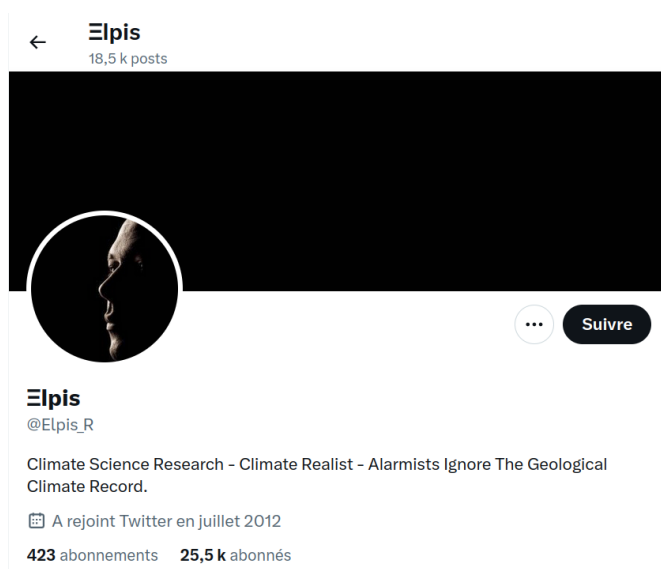 Ξlpis
18,5 k posts
Suivre
Ξlpis
@Elpis_R
Climate Science Research - Climate Realist - Alarmists Ignore The Geological
Climate Record.
A rejoint Twitter en juillet 2012
423 abonnements 25,5 k abonnés